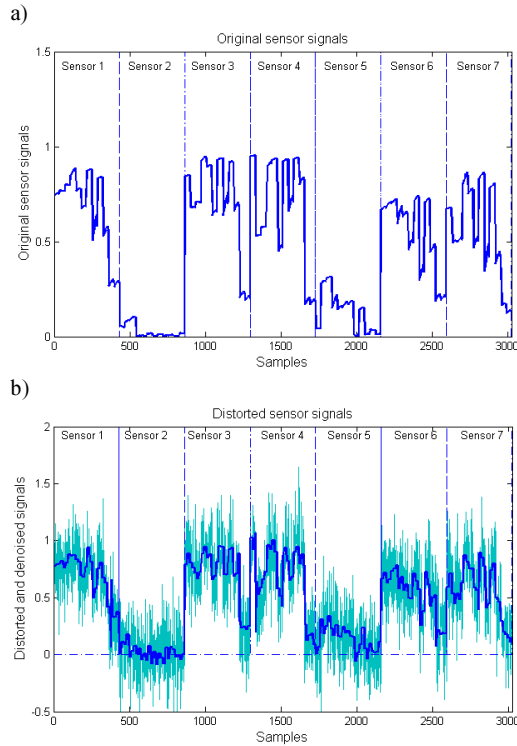 a)
Original sensor signals
1.5
Sensor 1 Sensor 2 Sensor 3 Sensor 4 Sensor 5 Sensor 6 Sensor 7
1
Original sensor signals
0.5
0
0 500 1000 1500 2000 2500 3000
Samples
b)
Distorted sensor signals
2
Sensor 1 Sensor 2 Sensor 3 Sensor 4 Sensor 5 Sensor 6 Sensor 7
1.5
1
Distorted and denoised signals
0.5
0
-0.5
0 500 1000 1500 2000 2500 3000
Samples